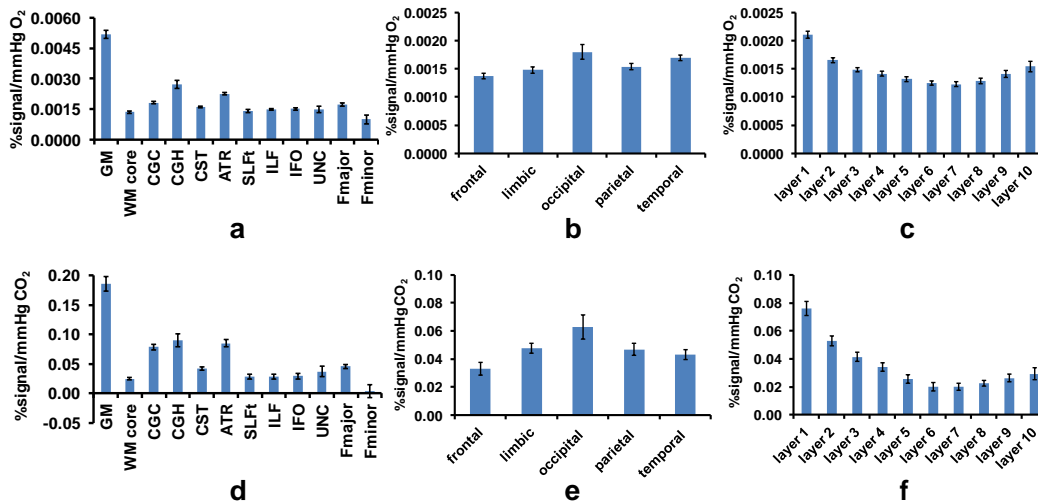 %signal/mmHg O2
0.0060
0.0045
0.0030
0.0015
0.0000
GM
WM core
CGC
CGH
CST
ATR
SLFt
ILF
IFO
UNC
Fmajor
Fminor
a
%signal/mmHg O2
0.0025
0.0020
0.0015
0.0010
0.0005
0.0000
frontal
limbic
occipital
parietal
temporal
b
%signal/mmHg O2
0.0025
0.0020
0.0015
0.0010
0.0005
0.0000
layer 1
layer 2
layer 3
layer 4
layer 5
layer 6
layer 7
layer 8
layer 9
layer 10
c
%signal/mmHg CO2
0.20
0.15
0.10
0.05
0.00
-0.05
GM
WM core
CGC
CGH
CST
ATR
SLFt
ILF
IFO
UNC
Fmajor
Fminor
d
%signal/mmHgCO2
0.10
0.08
0.06
0.04
0.02
0.00
frontal
limbic
occipital
parietal
temporal
e
%signal/mmHg CO2
0.10
0.08
0.06
0.04
0.02
0.00
layer 1
layer 2
layer 3
layer 4
layer 5
layer 6
layer 7
layer 8
layer 9
layer 10
f